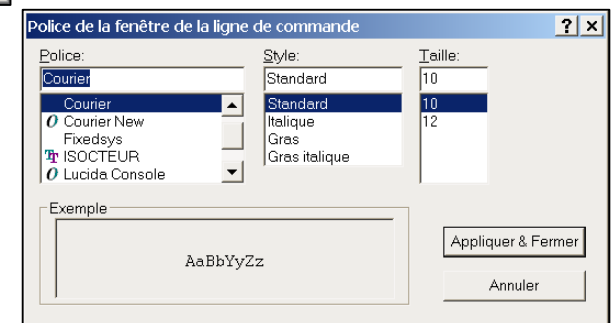 Police de la fenêtre de la ligne de commande
Police: Style: Taille:
Courier Standard 10
Courier Standard 10
Courier New Italique 12
Fixedsys Gras
ISOCTEUR Gras italique
Lucida Console
Exemple
AaBbYyZz
Appliquer & Fermer
Annuler